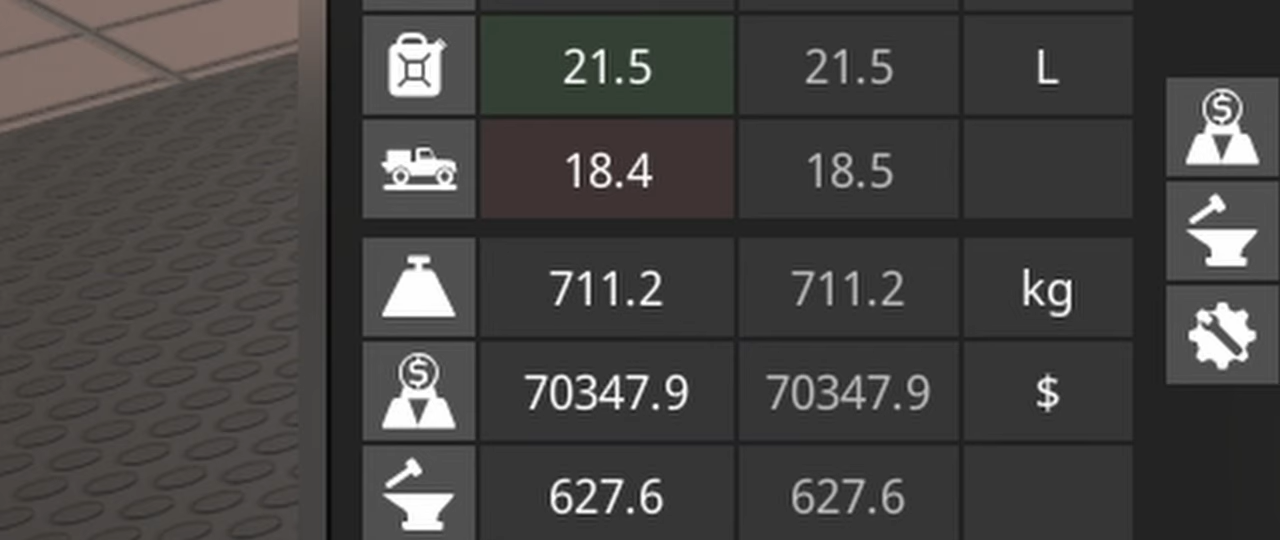 21.5 21.5 L
18.4 18.5
711.2 711.2 kg
$ 70347.9 70347.9 $
627.6 627.6
$